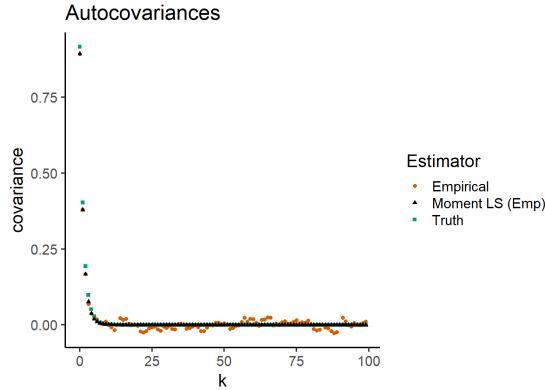 Autocovariances
covariance
0.75
0.50
0.25
0.00
0
25
50
75
100
k
Estimator
Empirical
Moment LS (Emp)
Truth